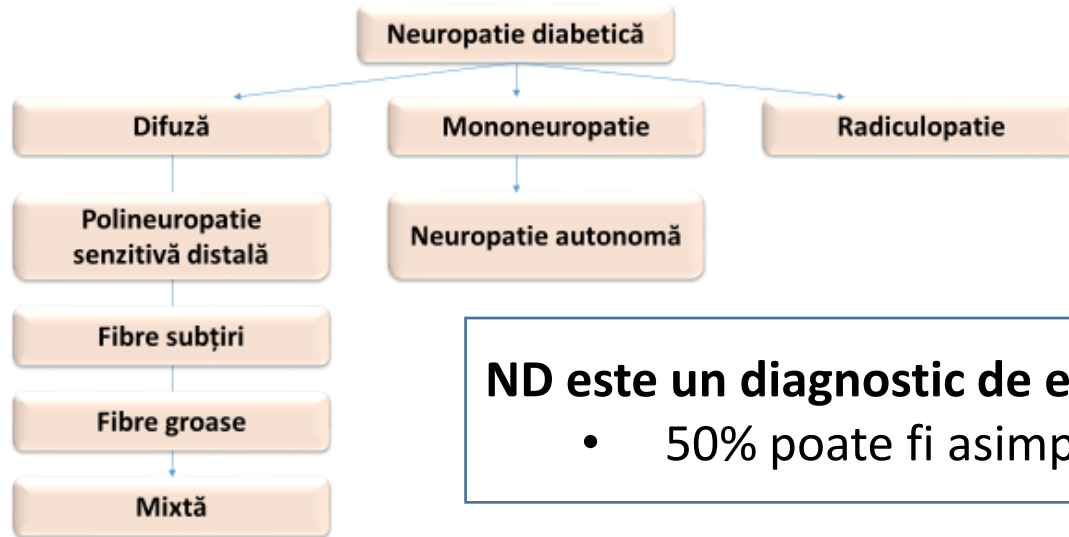 Neuropatie diabetică
Difuză
Mononeuropatie
Radiculopatie
Polineuropatie
senzitivă distală
Neuropatie autonomă
Fibre subțiri
Fibre groase
Mixtă
ND este un diagnostic de
• 50% poate fi